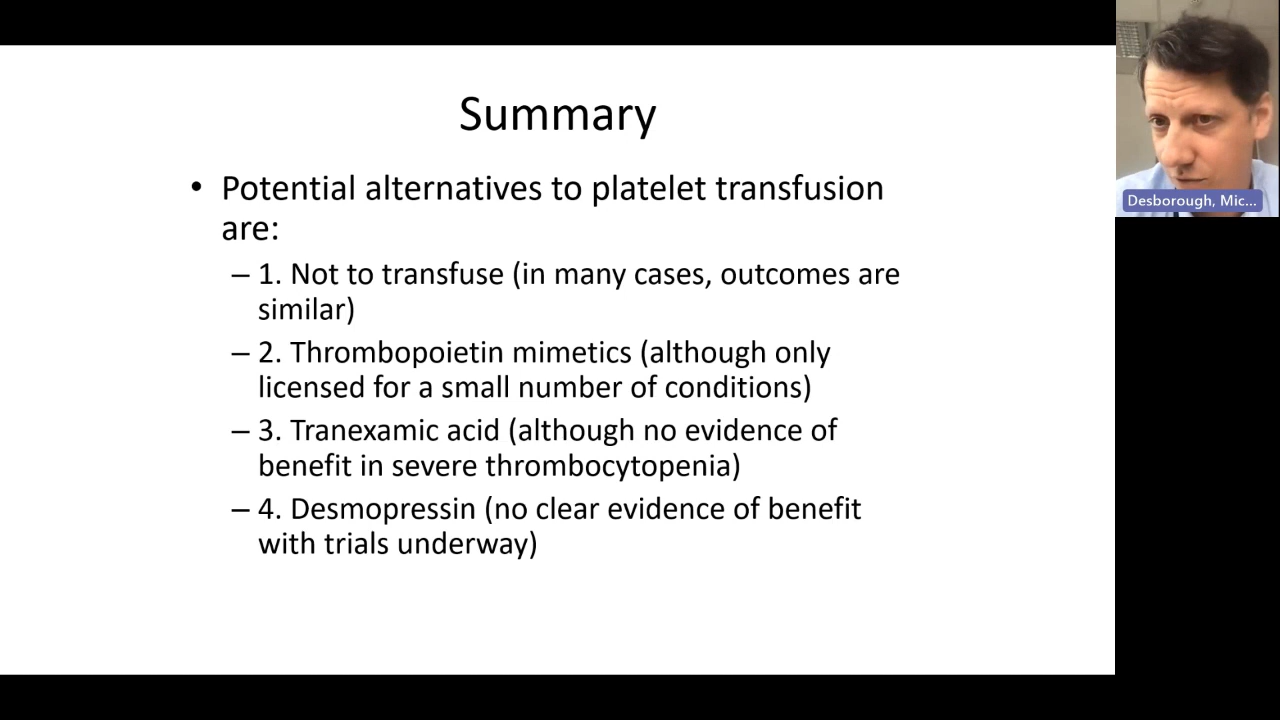 Summary
• Potential alternatives to platelet transfusion
are:
– 1. Not to transfuse (in many cases, outcomes are
similar)
– 2. Thrombopoietin mimetics (although only
licensed for a small number of conditions)
– 3. Tranexamic acid (although no evidence of
benefit in severe thrombocytopenia)
– 4. Desmopressin (no clear evidence of benefit
with trials underway)
Desborough, Mic...